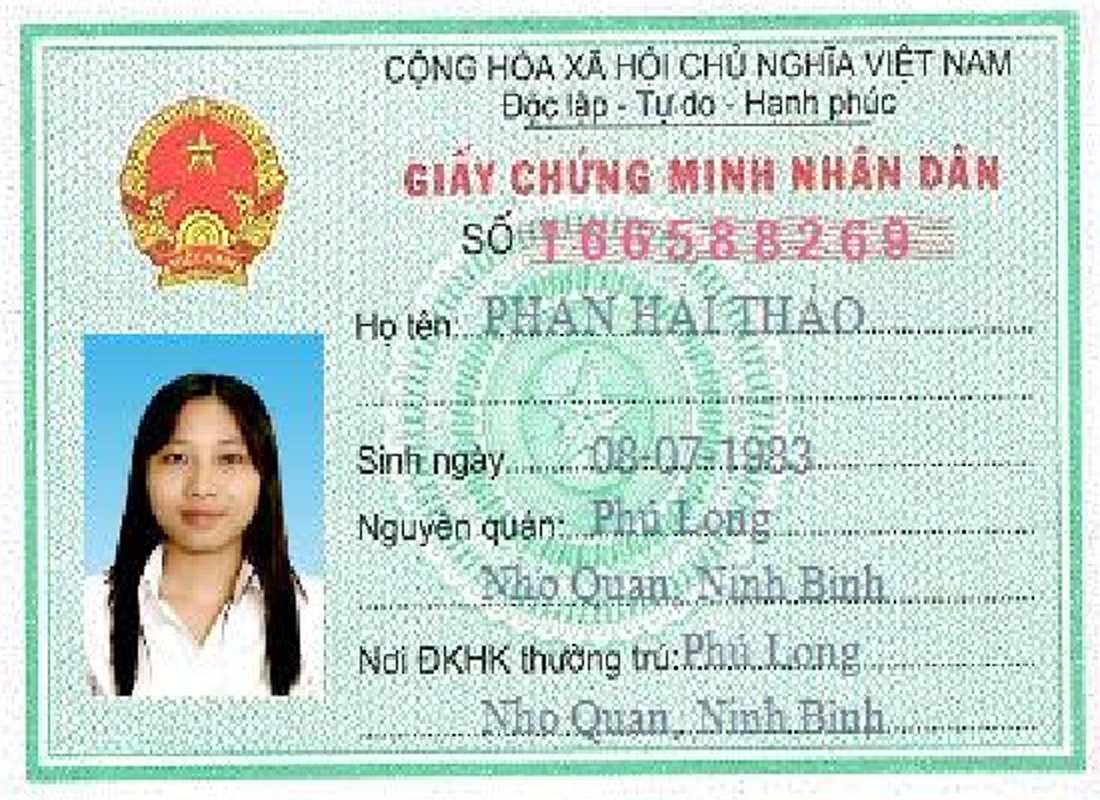 CỘNG HÒA XÃ HỘI CHỦ NGHĨA VIỆT NAM
Độc lập - Tự do - Hạnh phúc
GIẤY CHỨNG MINH NHÂN DÂN
SỐ 166588269
Họ tên: PHAN HẢI THẢO
Sinh ngày 08-07-1983
Nguyên quán: Phú Long
Nho Quan, Ninh Bình
Nơi ĐKHK thường trú: Phú Long
Nho Quan, Ninh Bình